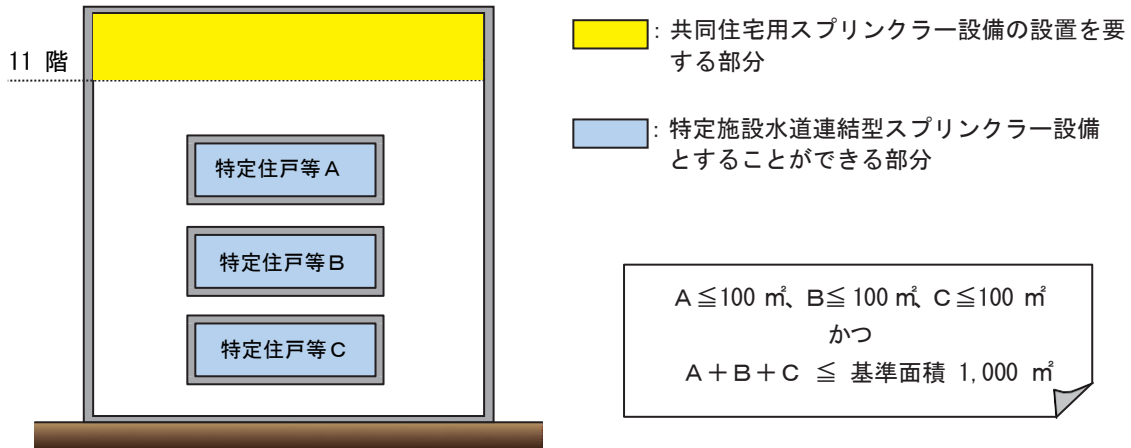 11 階
特定住戸等A
特定住戸等B
特定住戸等C
：共同住宅用スプリンクラー設備の設置を要
する部分
：特定施設水道連結型スプリンクラー設備
とすることができる部分
A≦100 ㎡、B≦100 ㎡、C≦100 ㎡
かつ
A＋B＋C ≦ 基準面積 1,000 ㎡